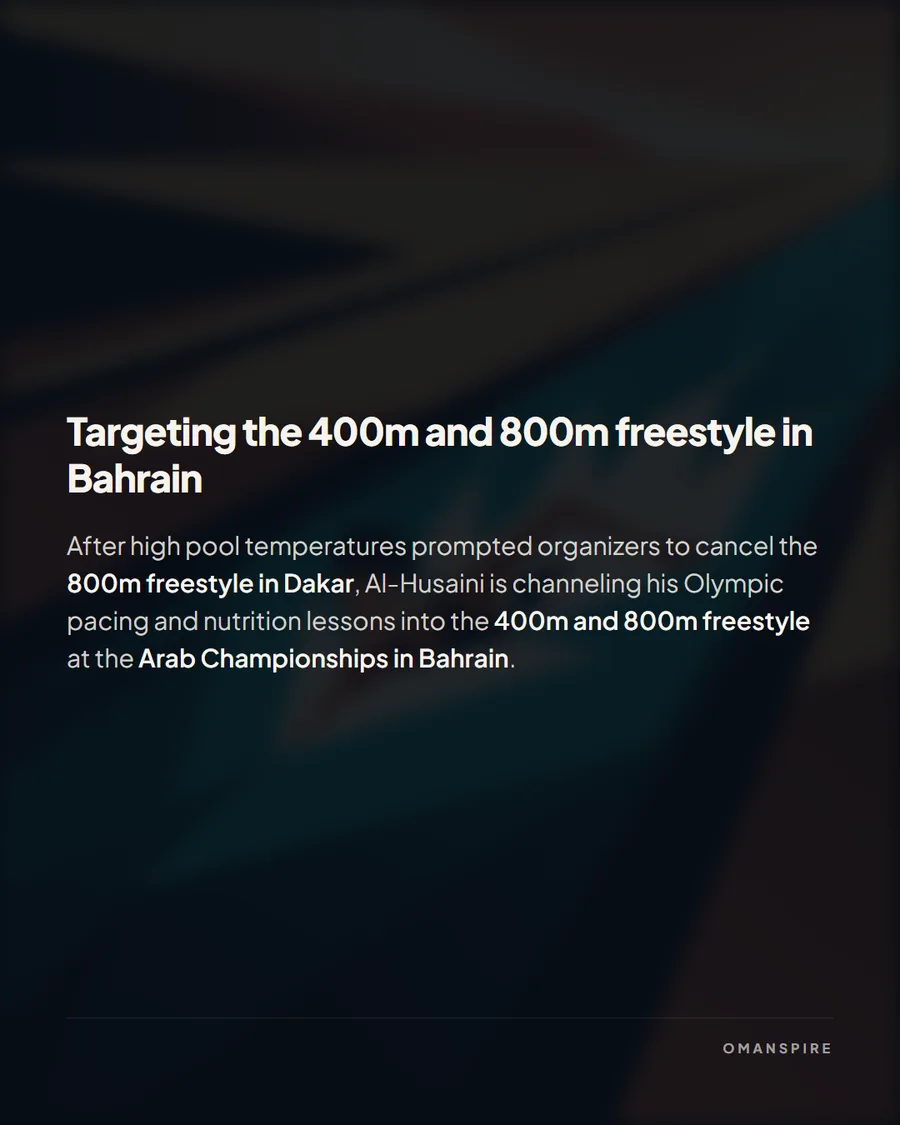 Targeting the 400m and 800m freestyle in
Bahrain
After high pool temperatures prompted organizers to cancel the
800m freestyle in Dakar, Al-Husaini is channeling his Olympic
pacing and nutrition lessons into the 400m and 800m freestyle
at the Arab Championships in Bahrain.
OMANSPIRE